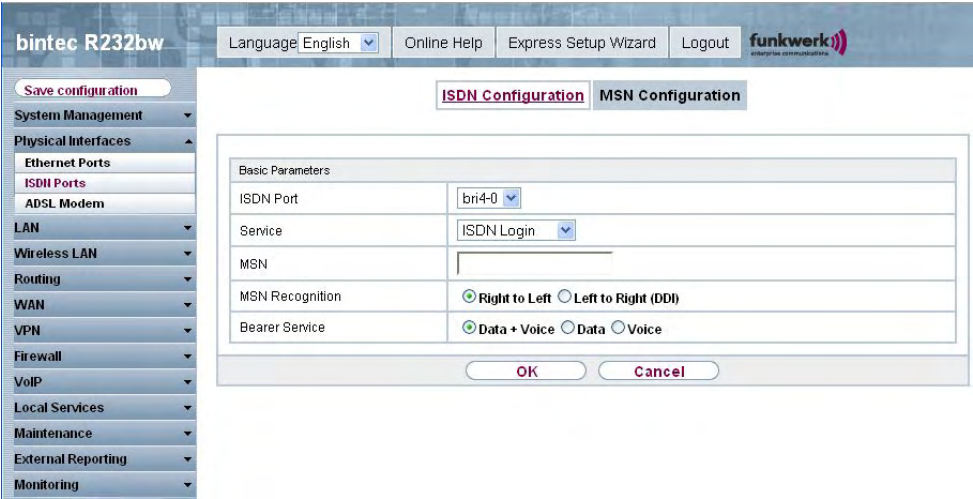 bintec R232bw
Language English
Online Help
Express Setup Wizard
Logout
funkwerk
enterprise communications
Save configuration
System Management
Physical Interfaces
Ethernet Ports
ISDN Ports
ADSL Modem
LAN
Wireless LAN
Routing
WAN
VPN
Firewall
VoIP
Local Services
Maintenance
External Reporting
Monitoring
ISDN Configuration
MSN Configuration
Basic Parameters
ISDN Port bri4-0
Service ISDN Login
MSN
MSN Recognition Right to Left Left to Right (DDI)
Bearer Service Data + Voice Data Voice
OK Cancel